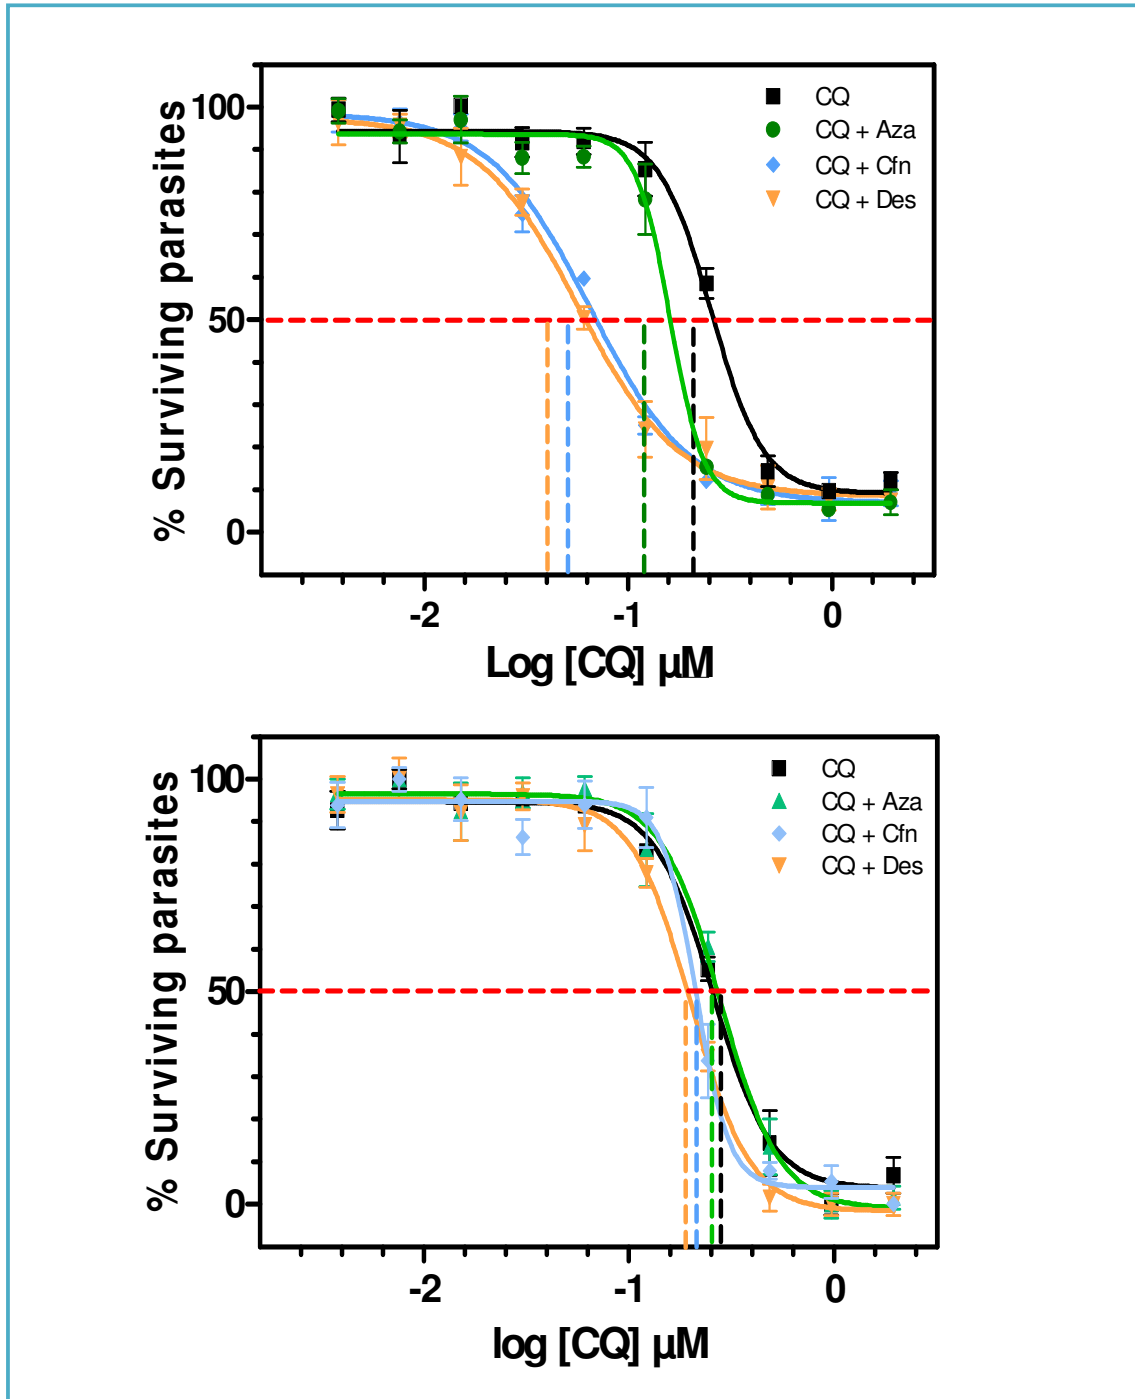 % Surviving parasites
100
50
0
CQ
CQ + Aza
CQ + Cfn
CQ + Des
-2
-1
0
Log [CQ] µM
% Surviving parasites
100
50
0
CQ
CQ + Aza
CQ + Cfn
CQ + Des
-2
-1
0
log [CQ] µM